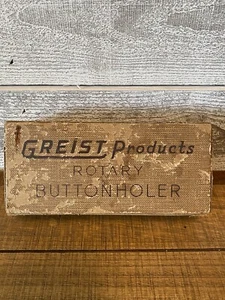 GREIST Products
ROTARY
BUTTONHOLER